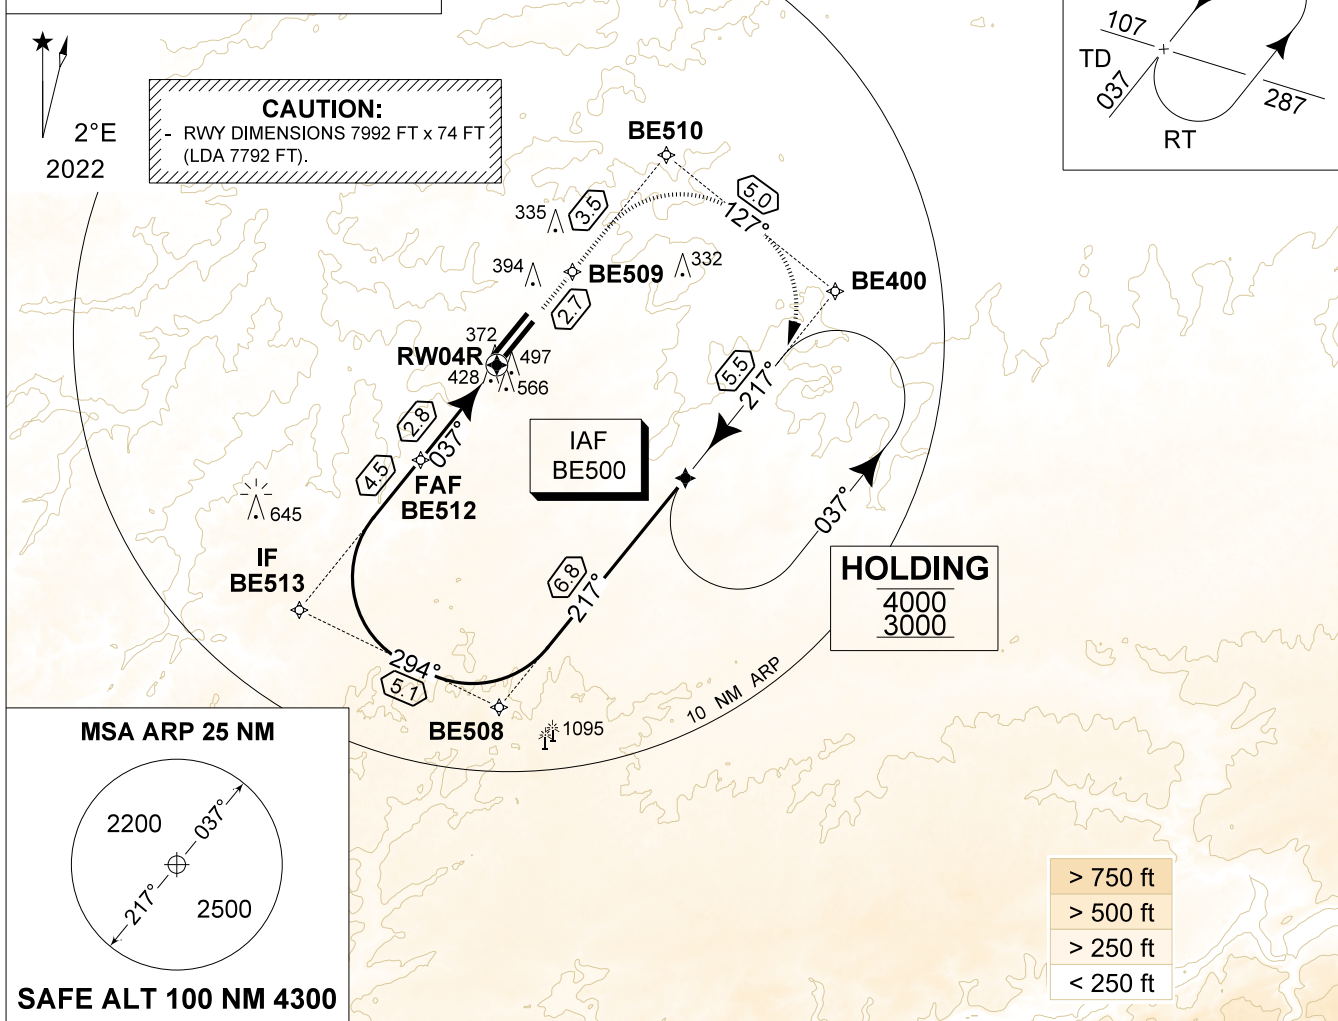 107
TD
037
287
RT
2°E
2022
CAUTION:
- RWY DIMENSIONS 7992 FT x 74 FT
(LDA 7792 FT).
BE510
5.0
127°
335
3.5
394
BE509
332
BE400
2.7
372
RW04R
497
428
566
5.5
217°
2.8
037°
IAF
BE500
4.5
FAF
BE512
645
037°
IF
BE513
6.8
217°
HOLDING
4000
3000
294°
5.1
10 NM ARP
BE508
1095
MSA ARP 25 NM
2200
037°
217°
2500
SAFE ALT 100 NM 4300
> 750 ft
> 500 ft
> 250 ft
< 250 ft